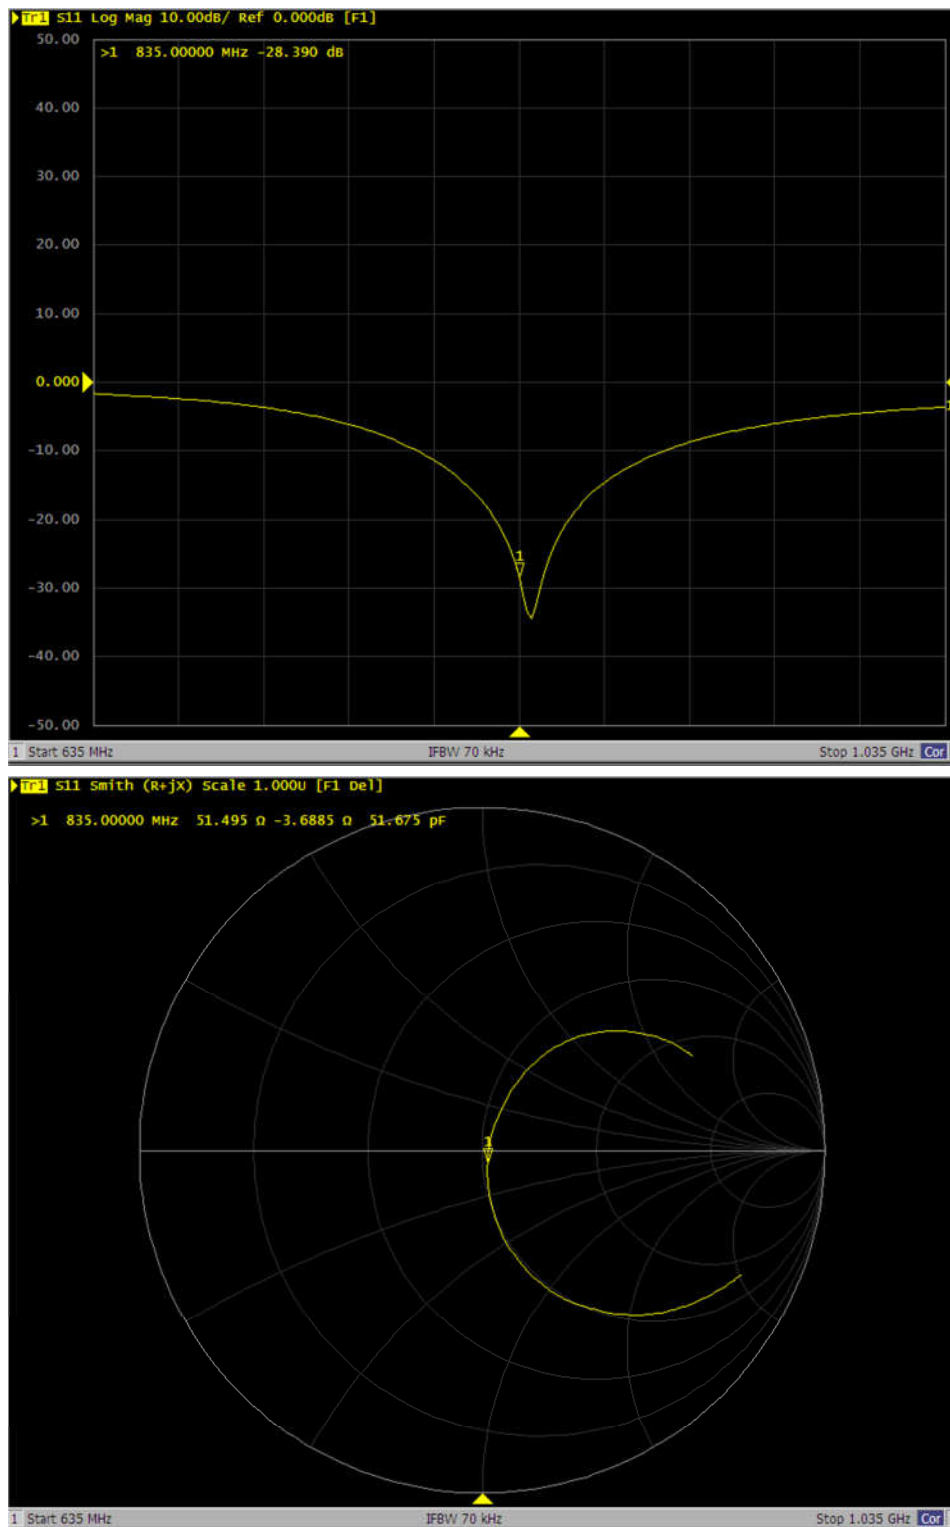 Tr1 S11 Log Mag 10.00dB/ Ref 0.000dB [F1]
50.00
>1 835.00000 MHz -28.390 dB
40.00
30.00
20.00
10.00
0.000
1
-10.00
-20.00
1
-30.00
-40.00
-50.00
1 Start 635 MHz IFBW 70 kHz Stop 1.035 GHz Cor
Tr1 S11 Smith (R+jX) Scale 1.000U [F1 Del]
>1 835.00000 MHz 51.495 Ω -3.6885 Ω 51.675 pF
1
1 Start 635 MHz IFBW 70 kHz Stop 1.035 GHz Cor